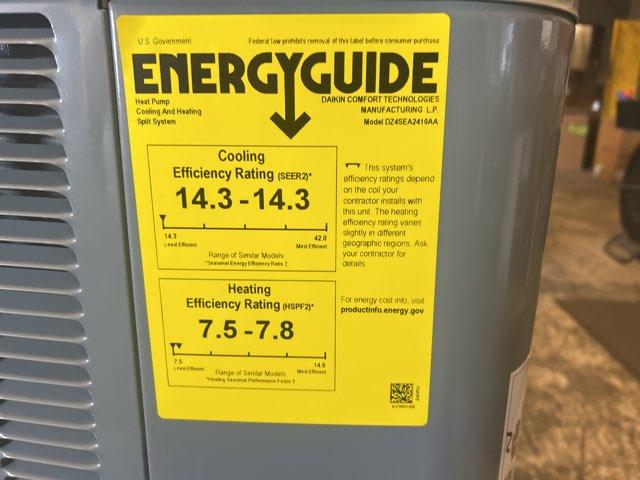 U.S. Government
Federal law prohibits removal of this label before consumer purchase.
ENERGYGUIDE
Heat Pump
Cooling And Heating
Split System
DAIKIN COMFORT TECHNOLOGIES
MANUFACTURING L.P.
Model DZ4SEA2410AA
Cooling
Efficiency Rating (SEER2)*
14.3 - 14.3
14.3
42.0
Least Efficient
Most Efficient
Range of Similar Models
*Seasonal Energy Efficiency Ratio 2
This system's
efficiency ratings depend
on the coil your
contractor installs with
this unit. The heating
efficiency rating varies
slightly in different
geographic regions. Ask
your contractor for
details.
Heating
Efficiency Rating (HSPF2)*
7.5 - 7.8
7.5
14.6
Least Efficient
Most Efficient
Range of Similar Models
*Heating Seasonal Performance Factor 2
For energy cost info, visit
productinfo.energy.gov